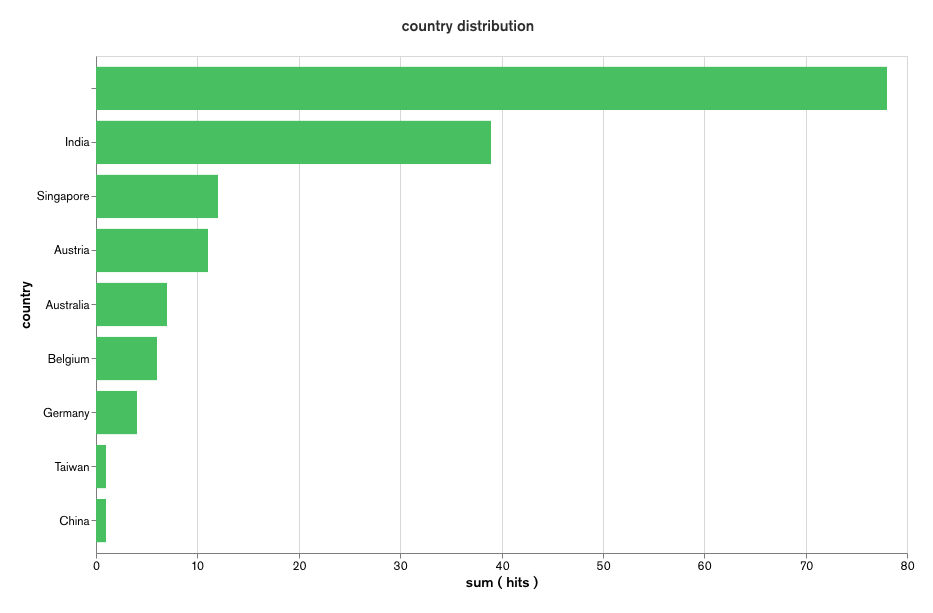 country distribution
country
India
Singapore
Austria
Australia
Belgium
Germany
Taiwan
China
0 10 20 30 40 50 60 70 80
sum ( hits )